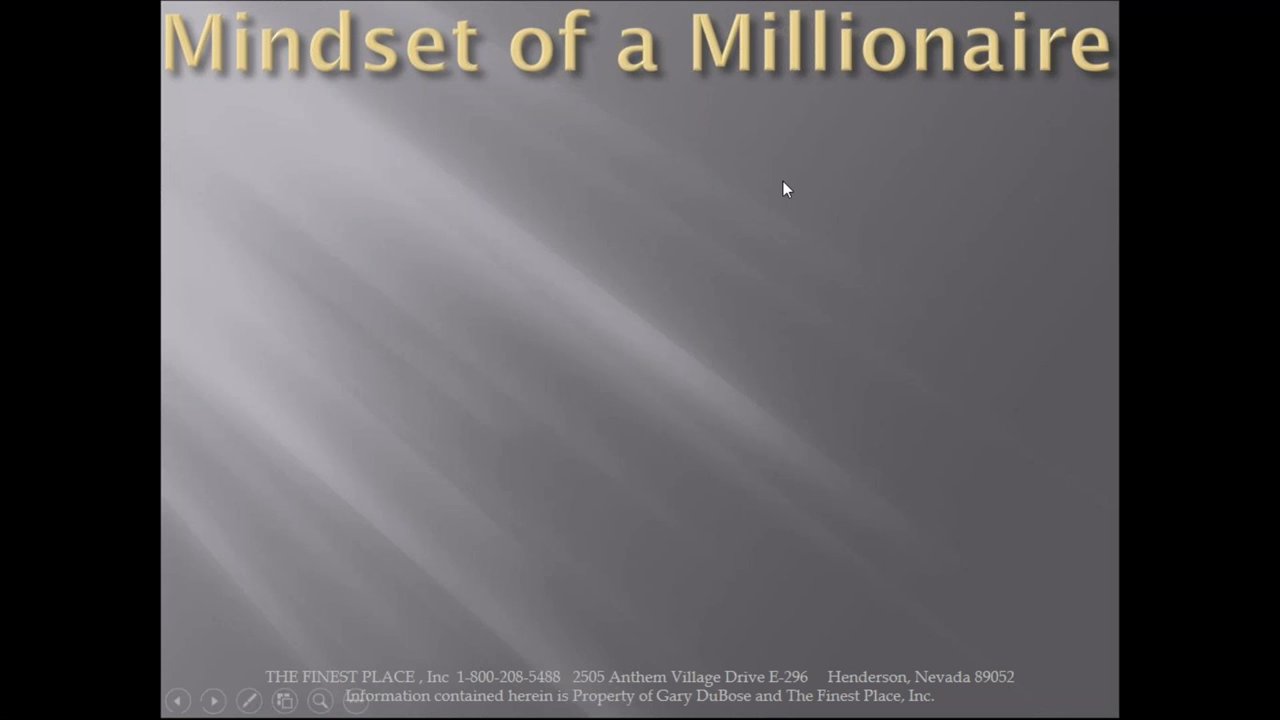 Mindset of a Millionaire
THE FINEST PLACE , Inc 1-800-208-5488 2505 Anthem Village Drive E-296 Henderson, Nevada 89052
Information contained herein is Property of Gary DuBose and The Finest Place, Inc.